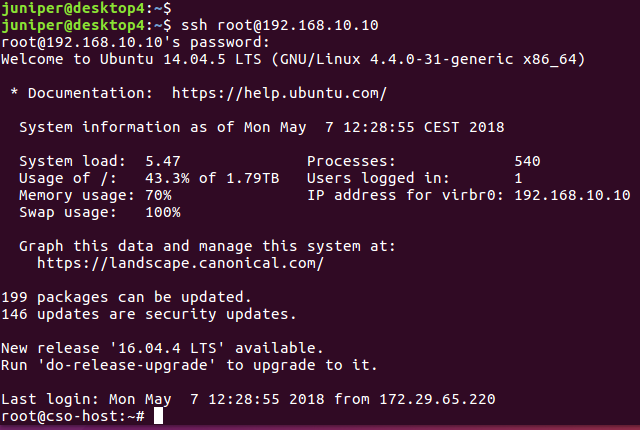 juniper@desktop4:~$
juniper@desktop4:~$ ssh root@192.168.10.10
root@192.168.10.10's password:
Welcome to Ubuntu 14.04.5 LTS (GNU/Linux 4.4.0-31-generic x86_64)

 * Documentation:  https://help.ubuntu.com/

  System information as of Mon May  7 12:28:55 CEST 2018

  System load:  5.47              Processes:             540
  Usage of /:   43.3% of 1.79TB   Users logged in:       1
  Memory usage: 70%               IP address for virbr0: 192.168.10.10
  Swap usage:   100%

  Graph this data and manage this system at:
    https://landscape.canonical.com/

199 packages can be updated.
146 updates are security updates.

New release '16.04.4 LTS' available.
Run 'do-release-upgrade' to upgrade to it.

Last login: Mon May  7 12:28:55 2018 from 172.29.65.220
root@cso-host:~#